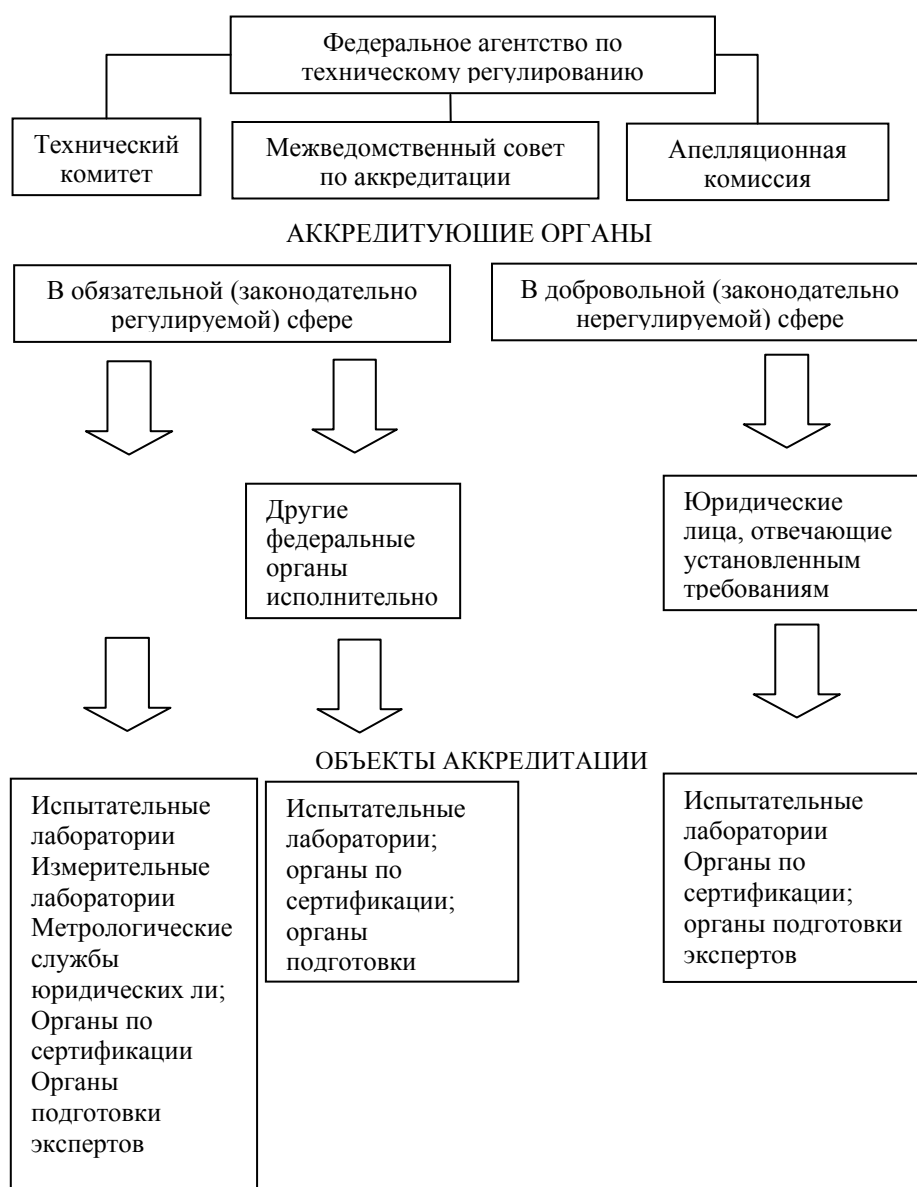 Федеральное агентство по
техническому регулированию
Технический
комитет
Межведомственный совет
по аккредитации
Апелляционная
комиссия
АККРЕДИТУЮШИЕ ОРГАНЫ
В обязательной (законодательно
регулируемой) сфере
В добровольной (законодательно
нерегулируемой) сфере
Другие
федеральные
органы
исполнительно
Юридические
лица, отвечающие
установленным
требованиям
ОБЪЕКТЫ АККРЕДИТАЦИИ
Испытательные
лаборатории
Измерительные
лаборатории
Метрологические
службы
юридических ли;
Органы по
сертификации
Органы
подготовки
экспертов
Испытательные
лаборатории;
органы по
сертификации;
органы
подготовки
Испытательные
лаборатории
Органы по
сертификации;
органы подготовки
экспертов